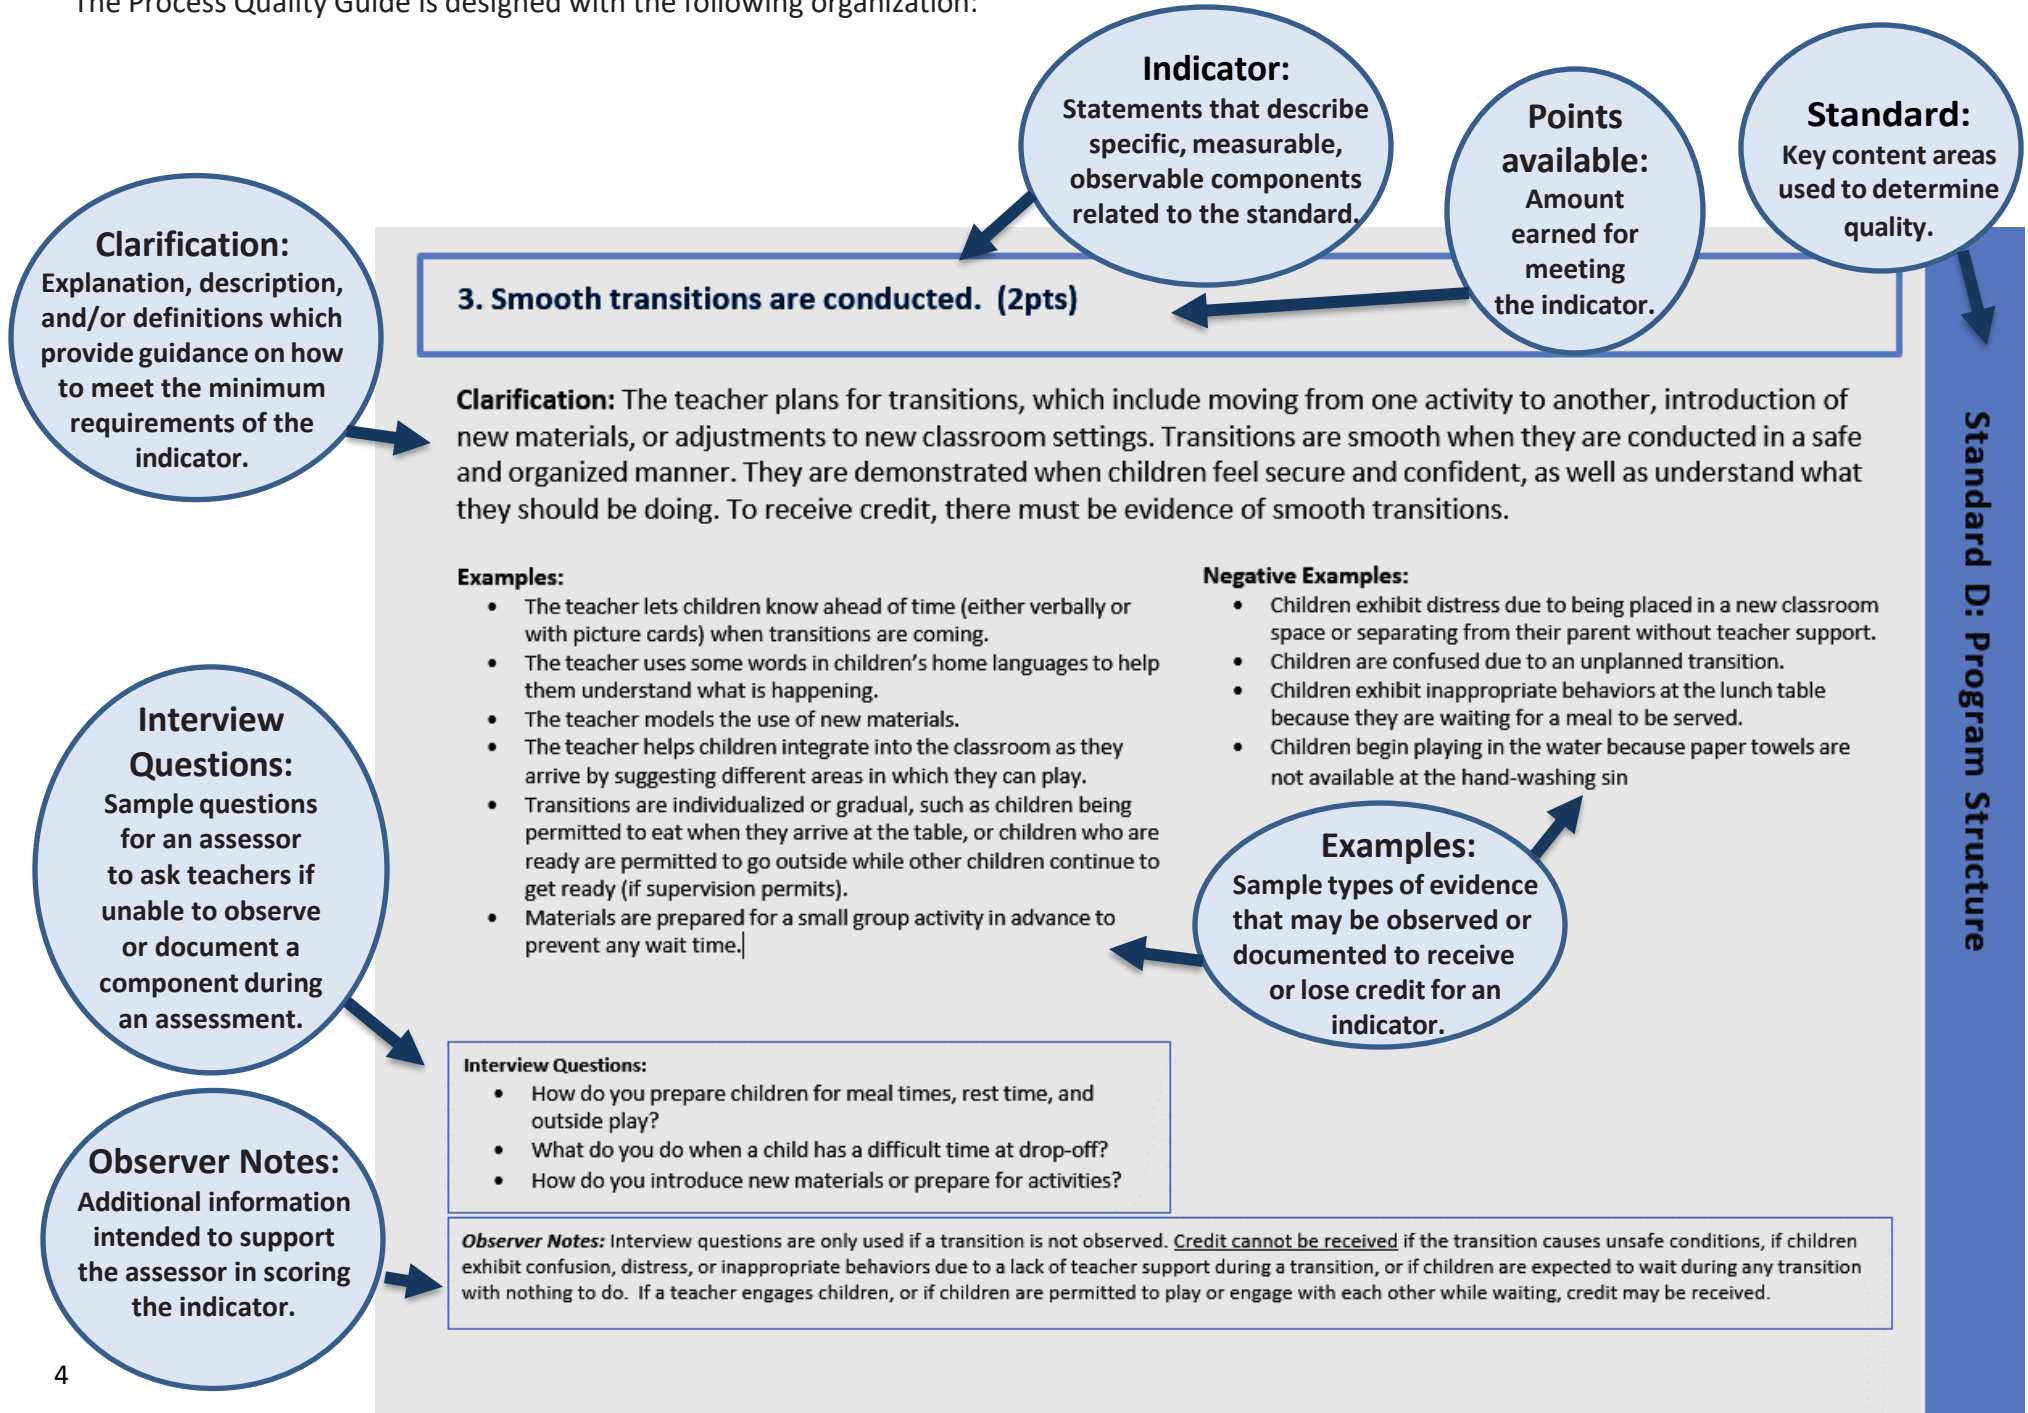 The Process Quality Guide is designed with the following organization:
Indicator:
Statements that describe
specific, measurable,
observable components
related to the standard.
Points
available:
Amount
earned for
meeting
the indicator.
Standard:
Key content areas
used to determine
quality.
Clarification:
Explanation, description,
and/or definitions which
provide guidance on how
to meet the minimum
requirements of the
indicator.
3. Smooth transitions are conducted. (2pts)
Clarification: The teacher plans for transitions, which include moving from one activity to another, introduction of
new materials, or adjustments to new classroom settings. Transitions are smooth when they are conducted in a safe
and organized manner. They are demonstrated when children feel secure and confident, as well as understand what
they should be doing. To receive credit, there must be evidence of smooth transitions.
Standard D: Program Structure
Examples:
• The teacher lets children know ahead of time (either verbally or
with picture cards) when transitions are coming.
• The teacher uses some words in children's home languages to help
them understand what is happening.
• The teacher models the use of new materials.
• The teacher helps children integrate into the classroom as they
arrive by suggesting different areas in which they can play.
• Transitions are individualized or gradual, such as children being
permitted to eat when they arrive at the table, or children who are
ready are permitted to go outside while other children continue to
get ready (if supervision permits).
• Materials are prepared for a small group activity in advance to
prevent any wait time.
Negative Examples:
• Children exhibit distress due to being placed in a new classroom
space or separating from their parent without teacher support.
• Children are confused due to an unplanned transition.
• Children exhibit inappropriate behaviors at the lunch table
because they are waiting for a meal to be served.
• Children begin playing in the water because paper towels are
not available at the hand-washing sin
Examples:
Sample types of evidence
that may be observed or
documented to receive
or lose credit for an
indicator.
Interview
Questions:
Sample questions
for an assessor
to ask teachers if
unable to observe
or document a
component during
an assessment.
Interview Questions:
• How do you prepare children for meal times, rest time, and
outside play?
• What do you do when a child has a difficult time at drop-off?
• How do you introduce new materials or prepare for activities?
Observer Notes:
Additional information
intended to support
the assessor in scoring
the indicator.
Observer Notes: Interview questions are only used if a transition is not observed. Credit cannot be received if the transition causes unsafe conditions, if children
exhibit confusion, distress, or inappropriate behaviors due to a lack of teacher support during a transition, or if children are expected to wait during any transition
with nothing to do. If a teacher engages children, or if children are permitted to play or engage with each other while waiting, credit may be received.
4